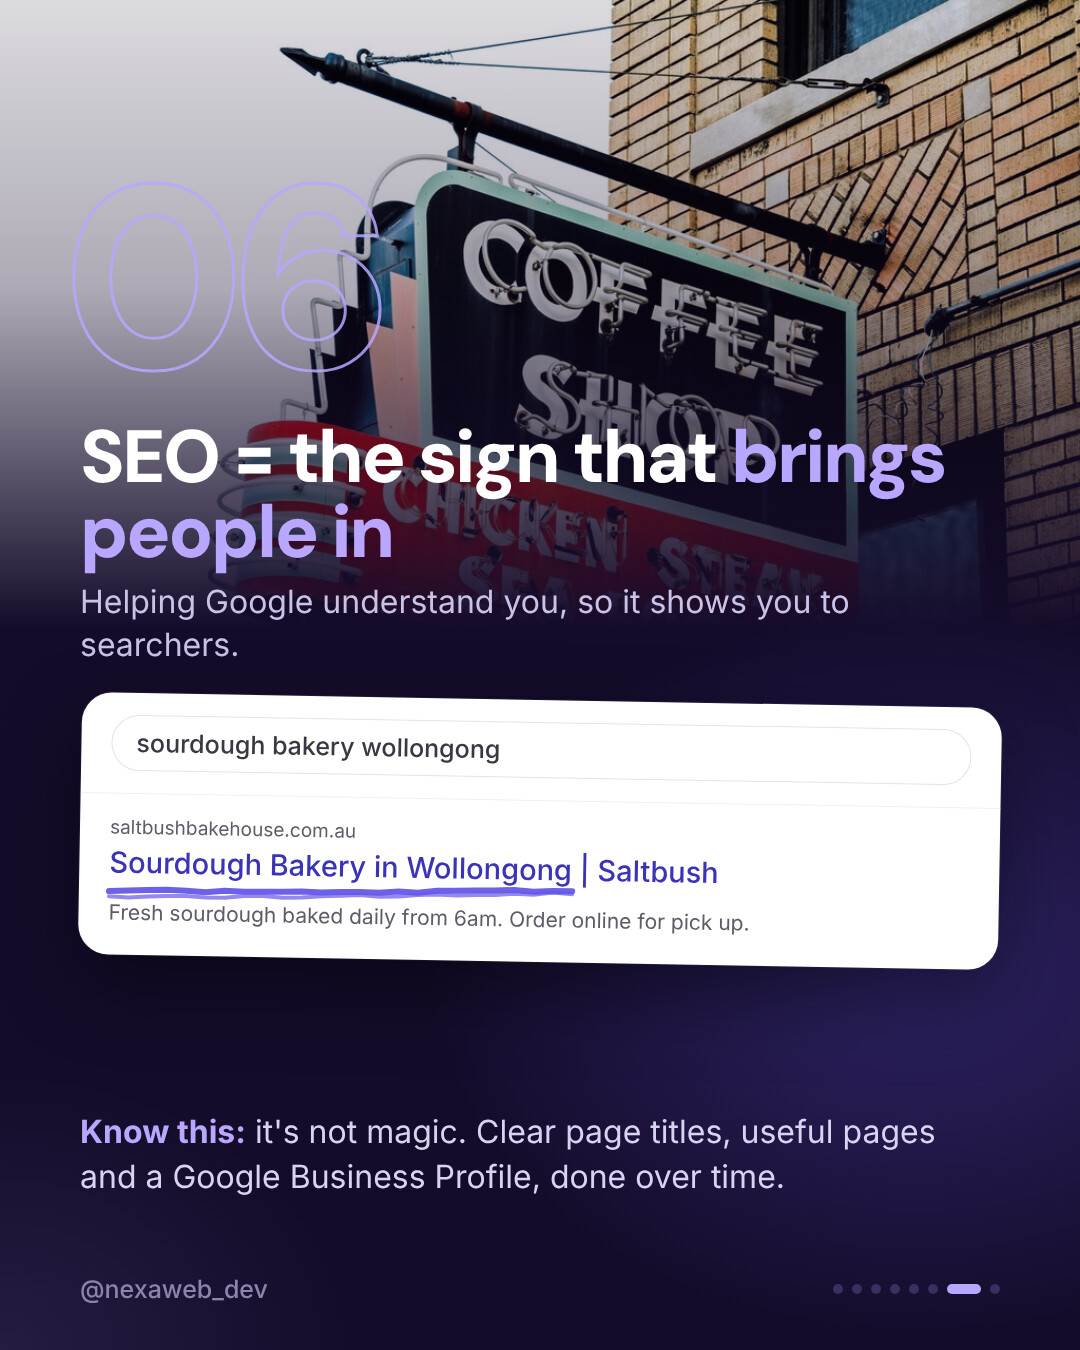 COFFEE
SHOP
06
SEO = the sign that brings
people in
CHICKEN STEAK
SEA
Helping Google understand you, so it shows you to
searchers.
sourdough bakery wollongong
saltbushbakehouse.com.au
Sourdough Bakery in Wollongong | Saltbush
Fresh sourdough baked daily from 6am. Order online for pick up.
Know this: it's not magic. Clear page titles, useful pages
and a Google Business Profile, done over time.
@nexaweb_dev